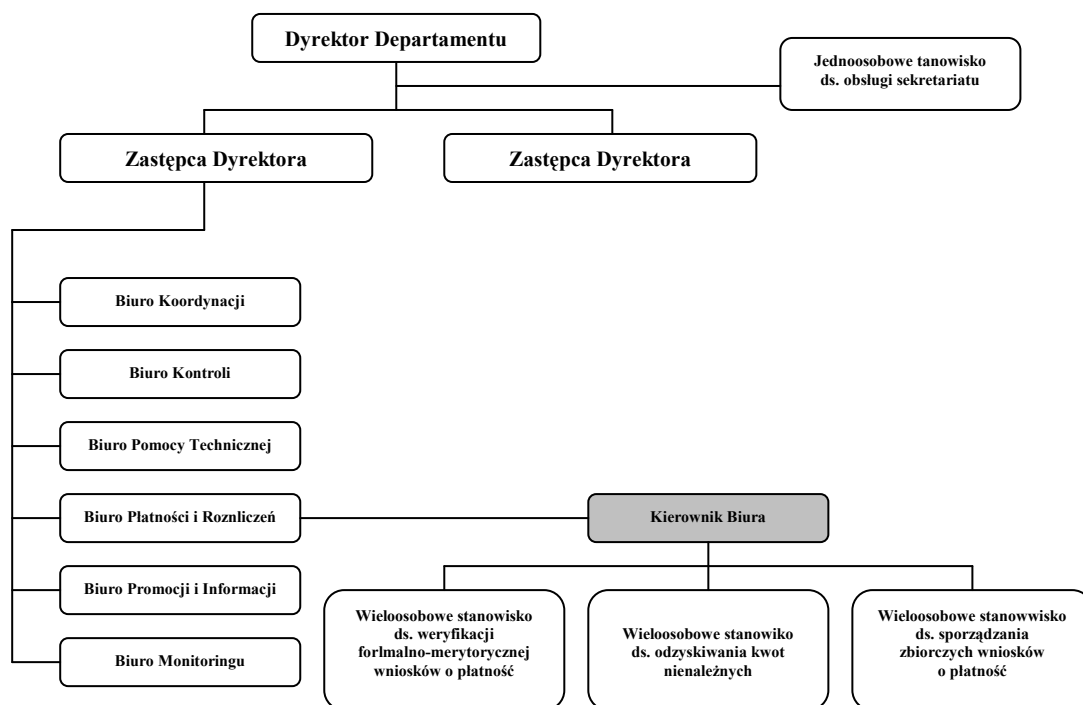 Dyrektor Departamentu
Jednoosobowe tanowisko
ds. obsługi sekretariatu
Zastępca Dyrektora
Zastępca Dyrektora
Biuro Koordynacji
Biuro Kontroli
Biuro Pomocy Technicznej
Biuro Płatności i Roznliczeń
Kierownik Biura
Biuro Promocji i Informacji
Biuro Monitoringu
Wieloosobowe stanowisko
ds. weryfikacji
forlmalno-merytorycznej
wniosków o płatność
Wieloosobowe stanowiko
ds. odzyskiwania kwot
nienależnych
Wieloosobowe stanowwisko
ds. sporządzania
zbiorczych wniosków
o płatność